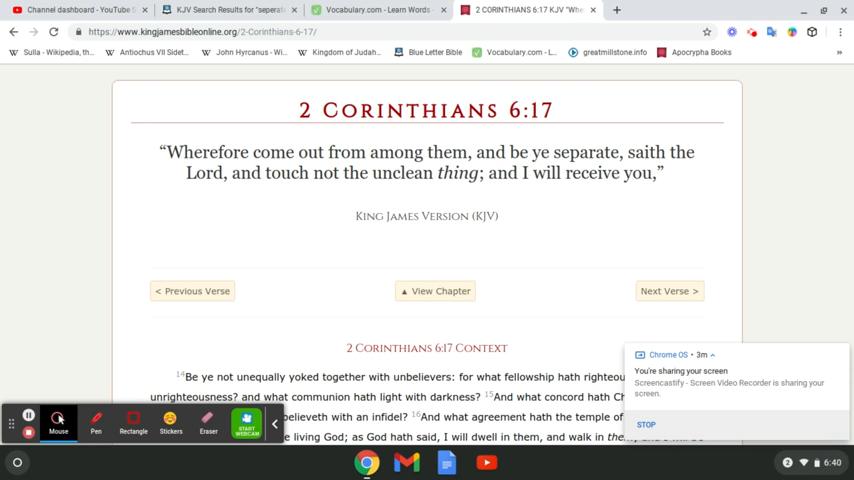 Channel dashboard - YouTube S
KJV Search Results for "seperate
Vocabulary.com - Learn Words -
2 CORINTHIANS 6:17 KJV "Whe
https://www.kingjamesbibleonline.org/2-Corinthians-6-17/
Sulla - Wikipedia, th...
Antiochus VII Sidet...
John Hyrcanus - Wi...
Kingdom of Judah...
Blue Letter Bible
Vocabulary.com - L...
greatmillstone.info
Apocrypha Books
2 CORINTHIANS 6:17
“Wherefore come out from among them, and be ye separate, saith the
Lord, and touch not the unclean thing; and I will receive you,”
KING JAMES VERSION (KJV)
< Previous Verse
▲ View Chapter
Next Verse >
2 CORINTHIANS 6:17 CONTEXT
14Be ye not unequally yoked together with unbelievers: for what fellowship hath righteou
unrighteousness? and what communion hath light with darkness? 15And what concord hath Ch
believeth with an infidel? 16And what agreement hath the temple of
e living God; as God hath said, I will dwell in them, and walk in
Chrome OS • 3m
You're sharing your screen
Screencastify - Screen Video Recorder is sharing your
screen.
STOP
Mouse
Pen
Rectangle
Stickers
Eraser
START
WEBCAM
2
6:40